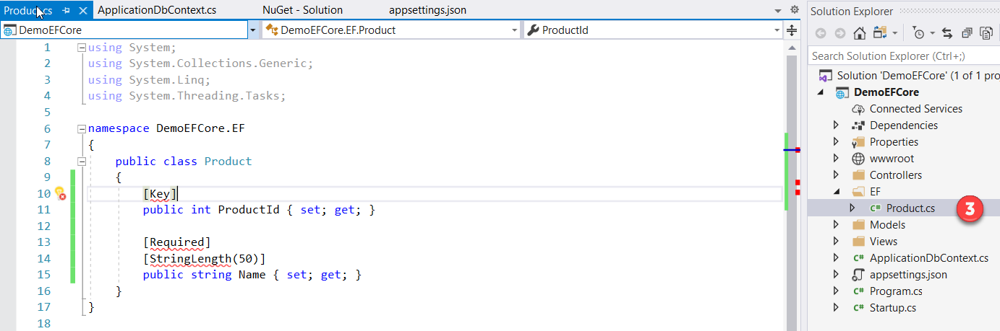 Product.cs ApplicationDbContext.cs NuGet - Solution appsettings.json
DemoEFCore DemoEFCore.EF.Product ProductId
1 using System;
2 using System.Collections.Generic;
3 using System.Linq;
4 using System.Threading.Tasks;
5
6 namespace DemoEFCore.EF
7 {
8 public class Product
9 {
10 [Key]
11 public int ProductId { set; get; }
12
13 [Required]
14 [StringLength(50)]
15 public string Name { set; get; }
16 }
17 }
18
Solution Explorer
Search Solution Explorer (Ctrl+;)
Solution 'DemoEFCore' (1 of 1 pro
DemoEFCore
Connected Services
Dependencies
Properties
wwwroot
Controllers
EF
C# Product.cs 3
Models
Views
C# ApplicationDbContext.cs
appsettings.json
C# Program.cs
C# Startup.cs